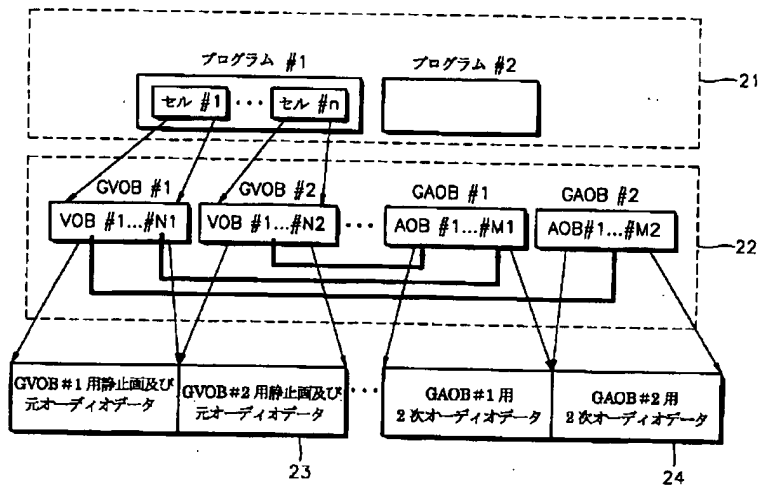 プログラム #1
プログラム #2
セル #1 ··· セル #n
21
GVOB #1
GVOB #2
GAOB #1
GAOB #2
VOB #1...#N1
VOB #1...#N2
···
AOB #1...#M1
AOB#1...#M2
22
GVOB#1 用静止画及び
元オーディオデータ
GVOB#2 用静止画及び
元オーディオデータ
···
GAOB#1 用
2次オーディオデータ
GAOB#2 用
2次オーディオデータ
23
24